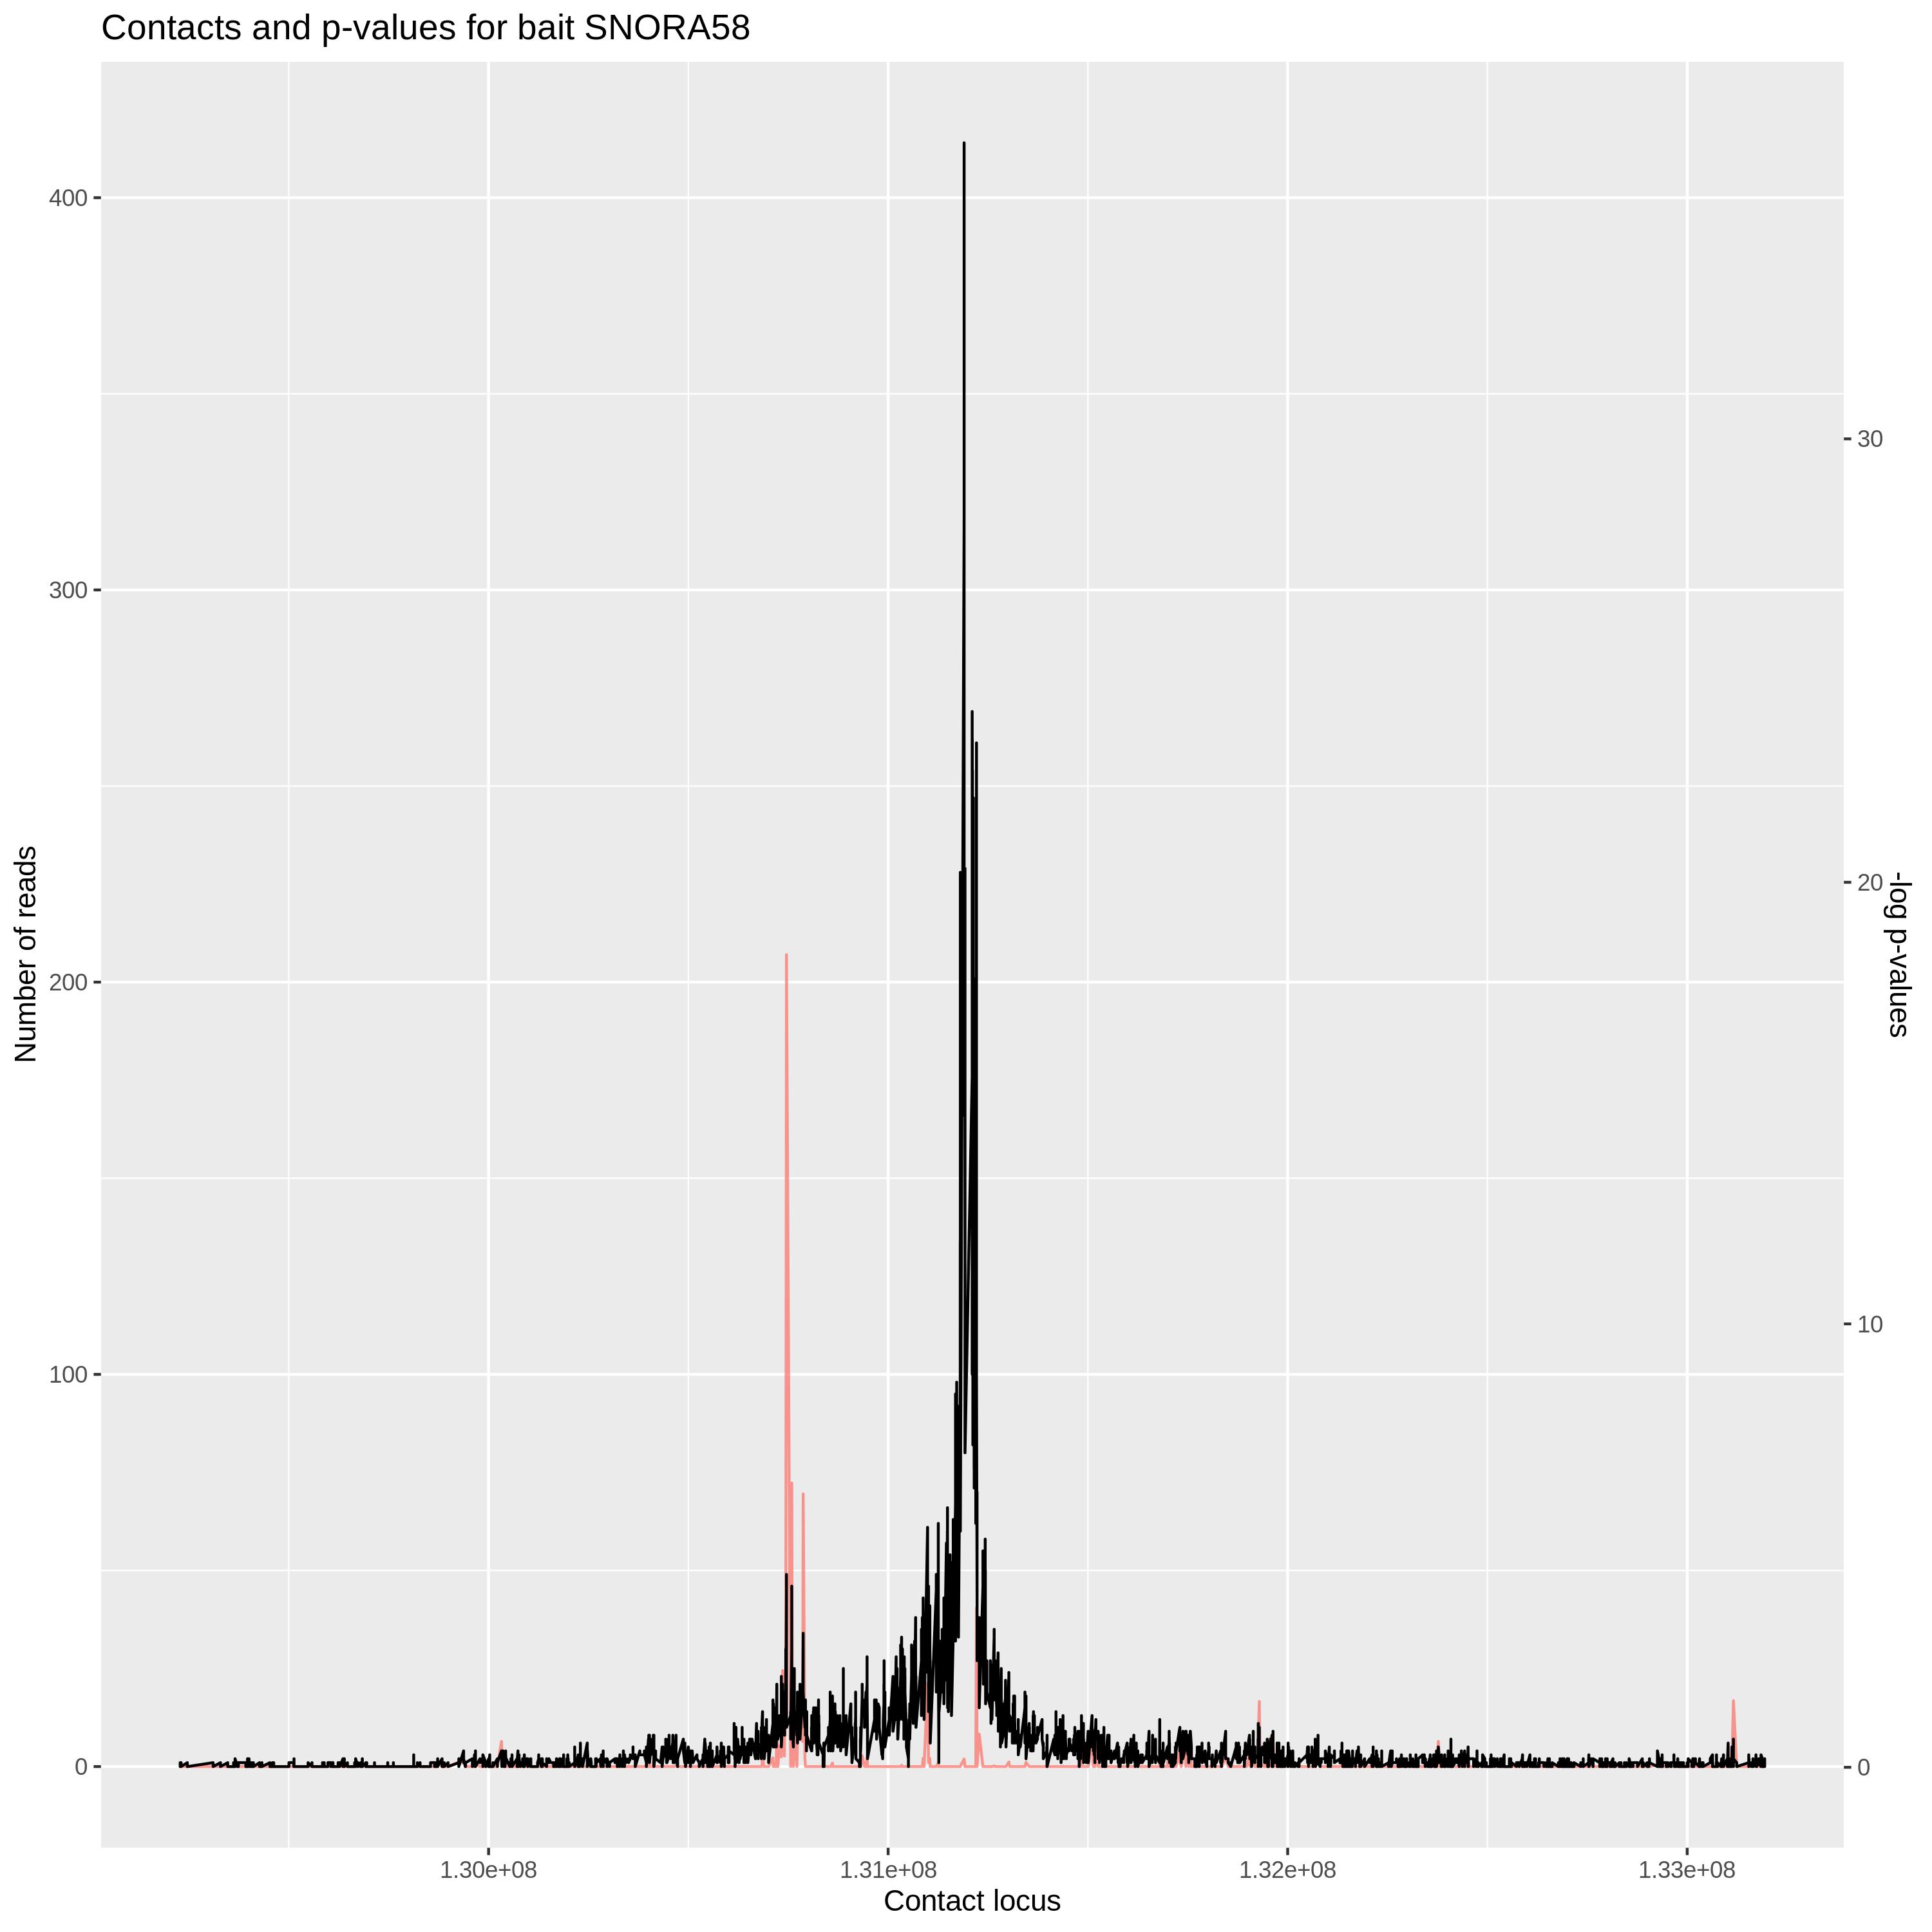 Contacts and p-values for bait SNORA58
400
300
200
100
0
Number of reads
30
20
10
0
-log p-values
1.30e+08
1.31e+08
1.32e+08
1.33e+08
Contact locus